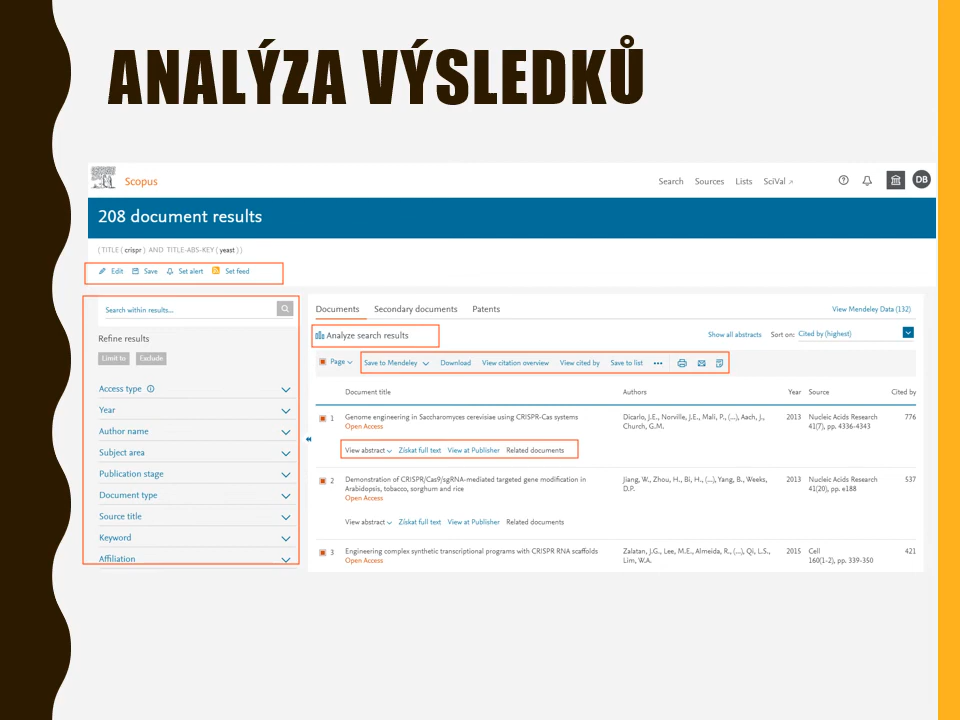 ANALÝZA VÝSLEDKŮ
Scopus
Search Sources Lists SciVal ↗
DB
208 document results
( TITLE ( crispr ) AND TITLE-ABS-KEY ( yeast ) )
Edit Save Set alert Set feed
Search within results...
Refine results
Limit to Exclude
Access type
Year
Author name
Subject area
Publication stage
Document type
Source title
Keyword
Affiliation
Documents Secondary documents Patents
View Mendeley Data (132)
Analyze search results
Show all abstracts Sort on: Cited by (highest)
Page Save to Mendeley Download View citation overview View cited by Save to list •••
Document title Authors Year Source Cited by
1 Genome engineering in Saccharomyces cerevisiae using CRISPR-Cas systems Dicarlo, J.E., Norville, J.E., Mali, P., (...), Aach, J., 2013 Nucleic Acids Research 776
Open Access Church, G.M. 41(7), pp. 4336-4343
View abstract Získat full text View at Publisher Related documents
2 Demonstration of CRISPR/Cas9/sgRNA-mediated targeted gene modification in Jiang, W., Zhou, H., Bi, H., (...), Yang, B., Weeks, 2013 Nucleic Acids Research 537
Arabidopsis, tobacco, sorghum and rice D.P. 41(20), pp. e188
Open Access
View abstract Získat full text View at Publisher Related documents
3 Engineering complex synthetic transcriptional programs with CRISPR RNA scaffolds Zalatan, J.G., Lee, M.E., Almeida, R., (...), Qi, L.S., 2015 Cell 421
Open Access Lim, W.A. 160(1-2), pp. 339-350